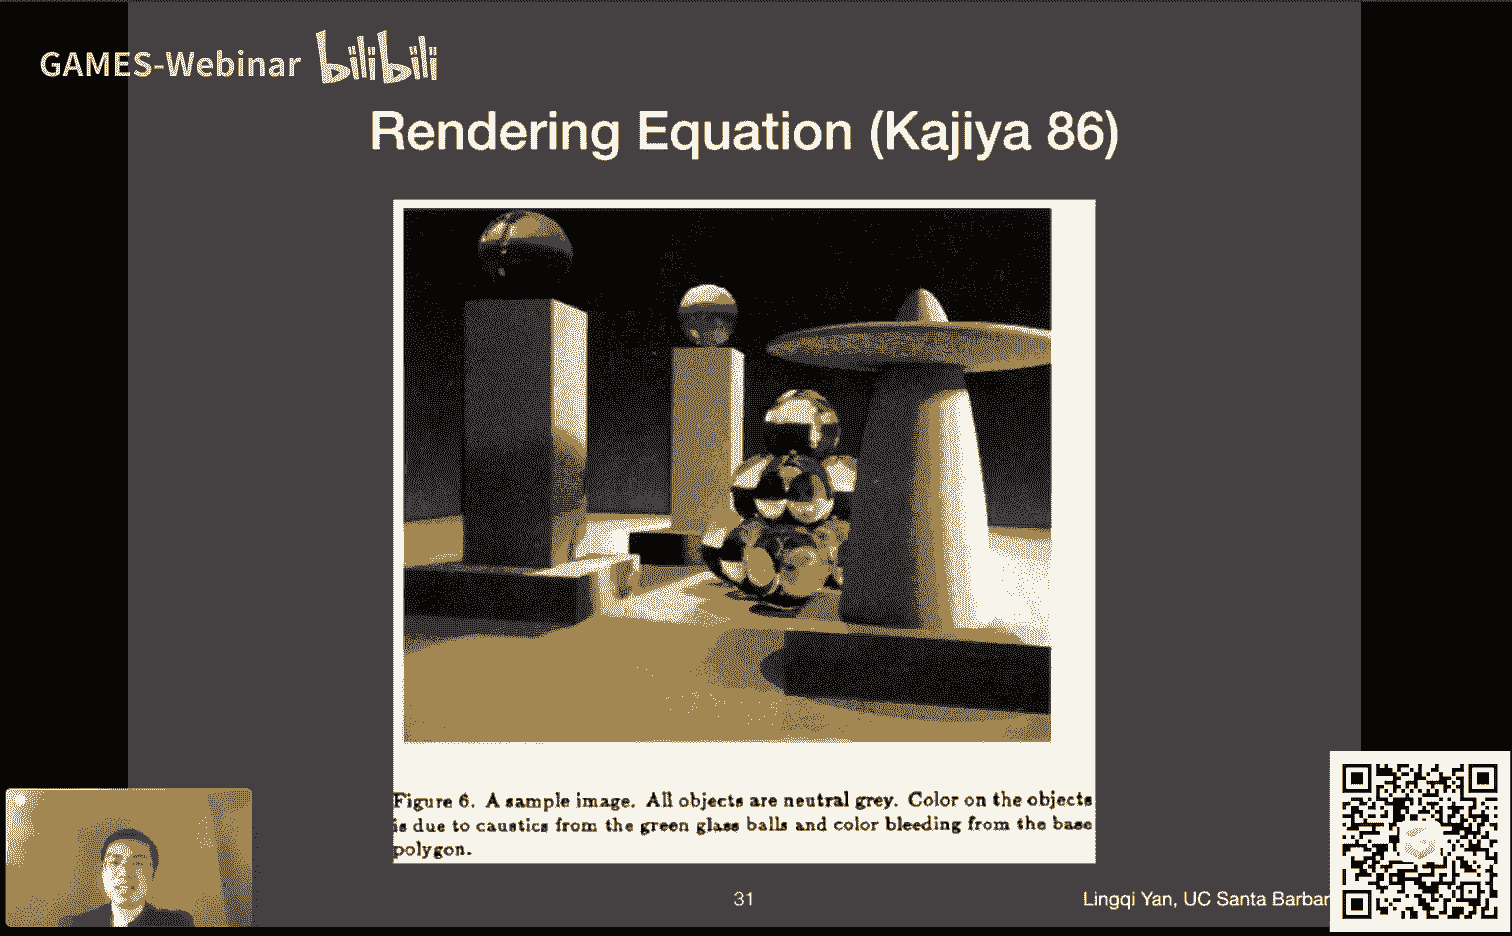 GAMES-Webinar bilibili
Rendering Equation (Kajiya 86)
Figure 6. A sample image. All objects are neutral grey. Color on the objects
is due to caustics from the green glass balls and color bleeding from the base
polygon.
31
Lingqi Yan, UC Santa Barbar